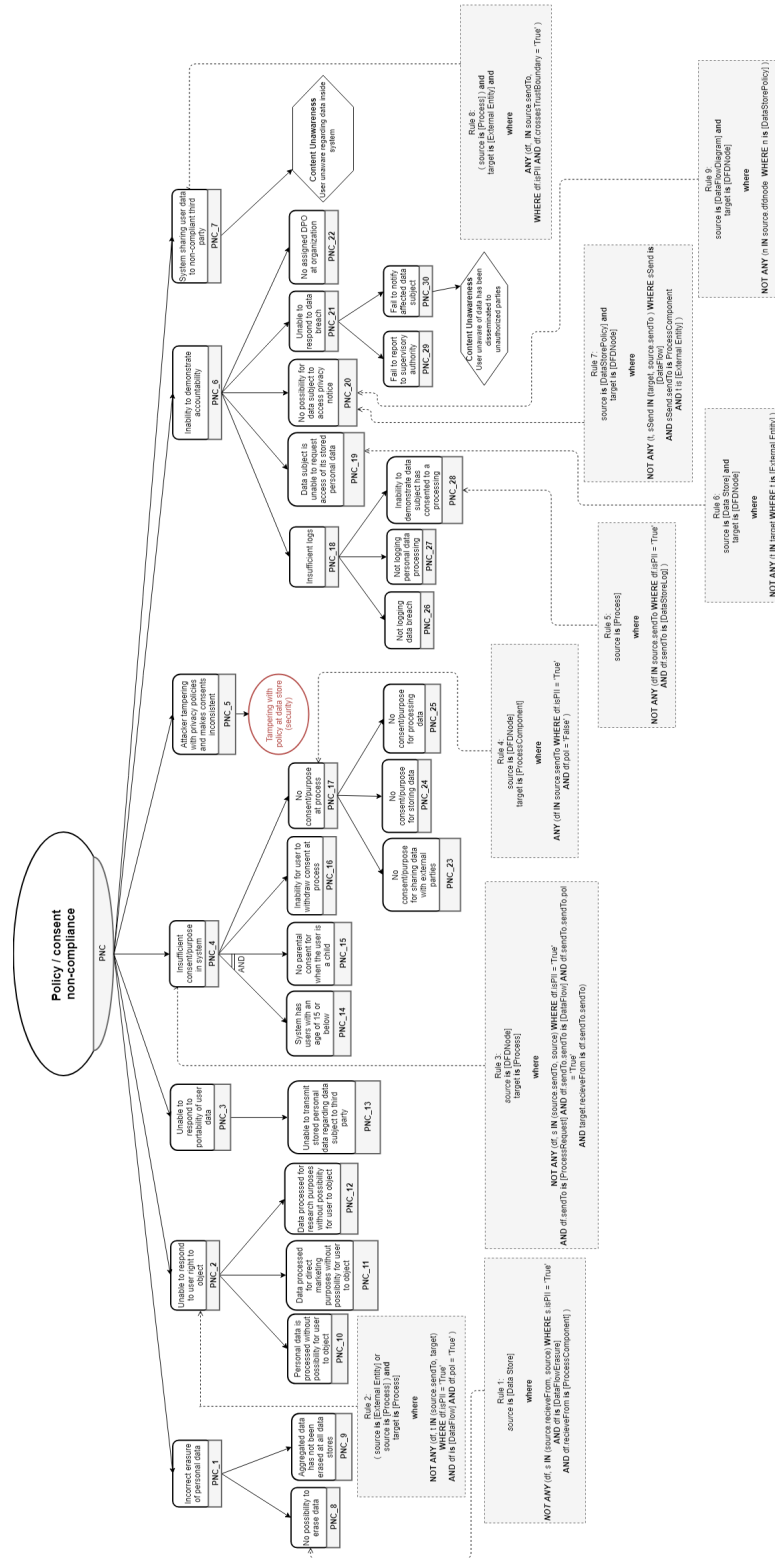 Policy / consent
non-compliance
PNC
Incorrect erasure
of personal data
PNC_1
Unable to respond
to user right to
object
PNC_2
Unable to
respond to
portability of user
data
PNC_3
Insufficient
consent/purpose
in system
PNC_4
Attacker tampering
with privacy policies
and makes consents
inconsistent
PNC_5
Inability to demonstrate
accountability
PNC_6
System sharing user data
to non-compliant third
party
PNC_7
No possibility to
erase data
PNC_8
Aggregated data
has not been
erased at all data
stores
PNC_9
Personal data is
processed without
possibility for user
to object
PNC_10
Data processed
for direct
marketing
purposes without
possibility for user
to object
PNC_11
Data processed for
research purposes
without possibility
for user to object
PNC_12
Unable to transmit
stored personal
data regarding data
subject to third
party
PNC_13
AND
System has
users with an
age of 15 or
below
PNC_14
No parental
consent for
when the user is
a child
PNC_15
Inability for user to
withdraw consent at
process
PNC_16
No
consent/purpose
at process
PNC_17
Tampering with
policy at data store
(security)
Insufficient logs
PNC_18
Data subject is
unable to request
access of its stored
personal data
PNC_19
No possibility for
data subject to
access privacy
notice
PNC_20
Unable to
respond to data
breach
PNC_21
No assigned DPO
at organization
PNC_22
Content Unawareness
User unaware regarding data inside
system
No
consent/purpose
for sharing data
with external
parties
PNC_23
No
consent/purpose
for storing data
PNC_24
No
consent/purpose
for processing
data
PNC_25
Not logging
data breach
PNC_26
Not logging
personal data
processing
PNC_27
Inability to
demonstrate data
subject has
consented to a
processing
PNC_28
Fail to report
to supervisory
authority
PNC_29
Fail to notify
affected data
subject
PNC_30
Content Unawareness
User unaware of data has been
disseminated to
unauthorized parties
Rule 2:
( source is [External Entity] or
source is [Process] ) and
target is [Process]
where
NOT ANY (df, t IN (source.sendTo, target)
WHERE df.isPII = 'True'
AND df is [DataFlow] AND df.pol = 'True' )
Rule 1:
source is [Data Store]
where
NOT ANY (df, s IN (source.recieveFrom, source) WHERE s.isPII = 'True'
AND df is [DataFlowErasure]
AND df.recieveFrom is [ProcessComponent] )
Rule 3:
source is [DFDNode]
target is [Process]
where
NOT ANY (df, s IN (source.sendTo, source) WHERE df.isPII = 'True'
AND df.sendTo is [ProcessRequest] AND df.sendTo.sendTo is [DataFlow] AND df.sendTo.sendTo.pol
= 'True'
AND target.recieveFrom is df.sendTo.sendTo)
Rule 4:
source is [DFDNode]
target is [ProcessComponent]
where
ANY (df IN source.sendTo WHERE df.isPII = 'True'
AND df.pol = 'False' )
Rule 5:
source is [Process]
where
NOT ANY (df IN source.sendTo WHERE df.isPII = 'True'
AND df.sendTo is [DataStoreLog] )
Rule 6:
source is [Data Store] and
target is [DFDNode]
where
NOT ANY (t IN target WHERE t is [External Entity] )
Rule 7:
source is [DataStorePolicy] and
target is [DFDNode]
where
NOT ANY (t, sSend IN (target, source.sendTo ) WHERE sSend is
[DataFlow]
AND sSend.sendTo is ProcessComponent
AND t is [External Entity] )
Rule 8:
( source is [Process] ) and
target is [External Entity] and
where
ANY (df, IN source.sendTo,
WHERE df.isPII AND df.crossesTrustBoundary = 'True' )
Rule 9:
source is [DataFlowDiagram] and
target is [DFDNode]
where
NOT ANY (n IN source.dfdnode WHERE n is [DataStorePolicy] )